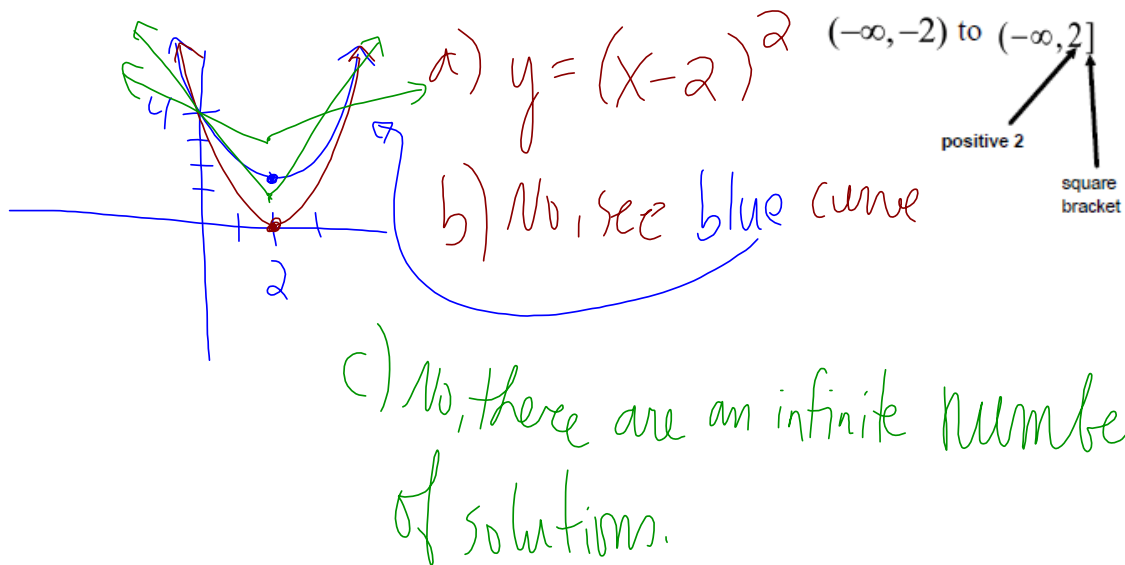 a) y = (x-2)^2
(-∞, -2) to (-∞, 2]
positive 2
square
bracket
4
b) No, see blue curve
2
c) No, there are an infinite numbe
of solutions.